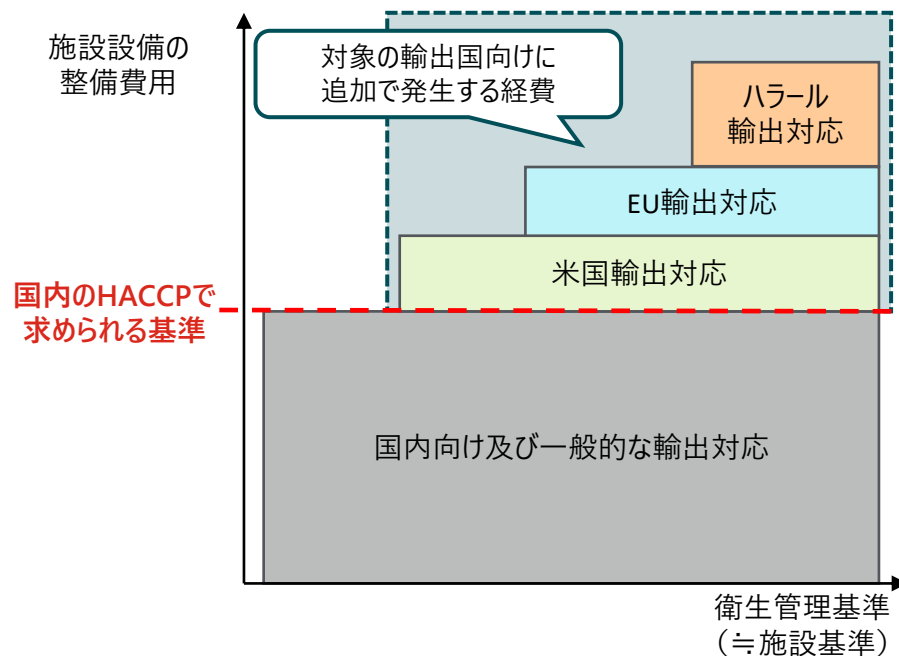 施設設備の
整備費用
対象の輸出国向けに
追加で発生する経費
ハラール
輸出対応
EU輸出対応
米国輸出対応
国内のHACCPで
求められる基準
国内向け及び一般的な輸出対応
衛生管理基準
（≒施設基準）